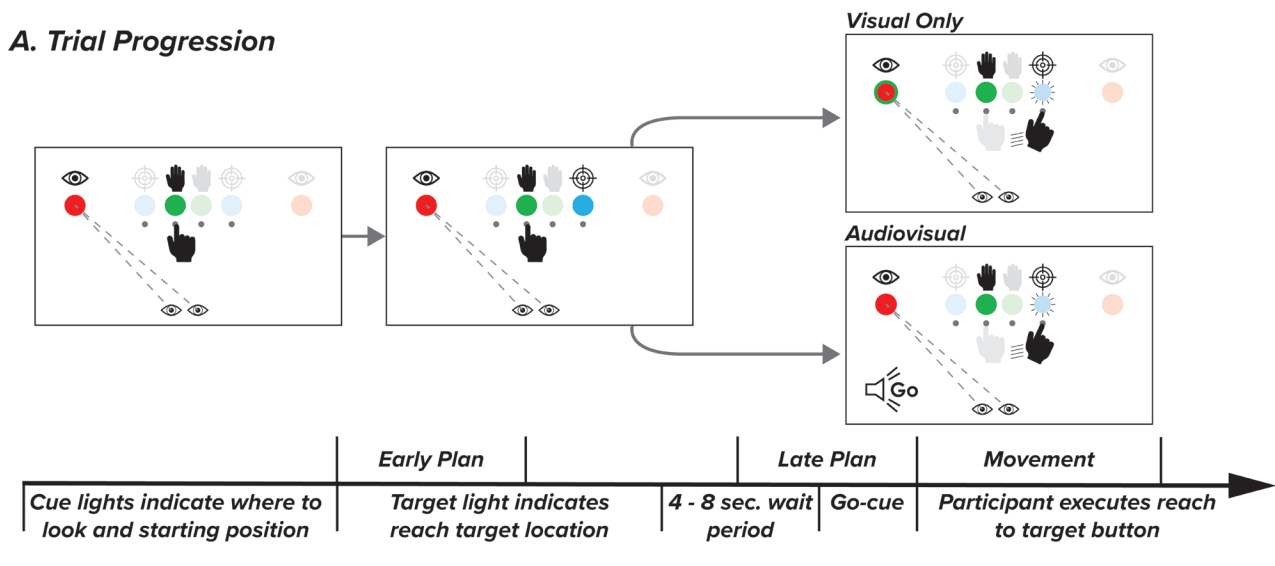 A. Trial Progression
Visual Only
Audiovisual
Go
Early Plan
Late Plan
Movement
Cue lights indicate where to
look and starting position
Target light indicates
reach target location
4 - 8 sec. wait
period
Go-cue
Participant executes reach
to target button